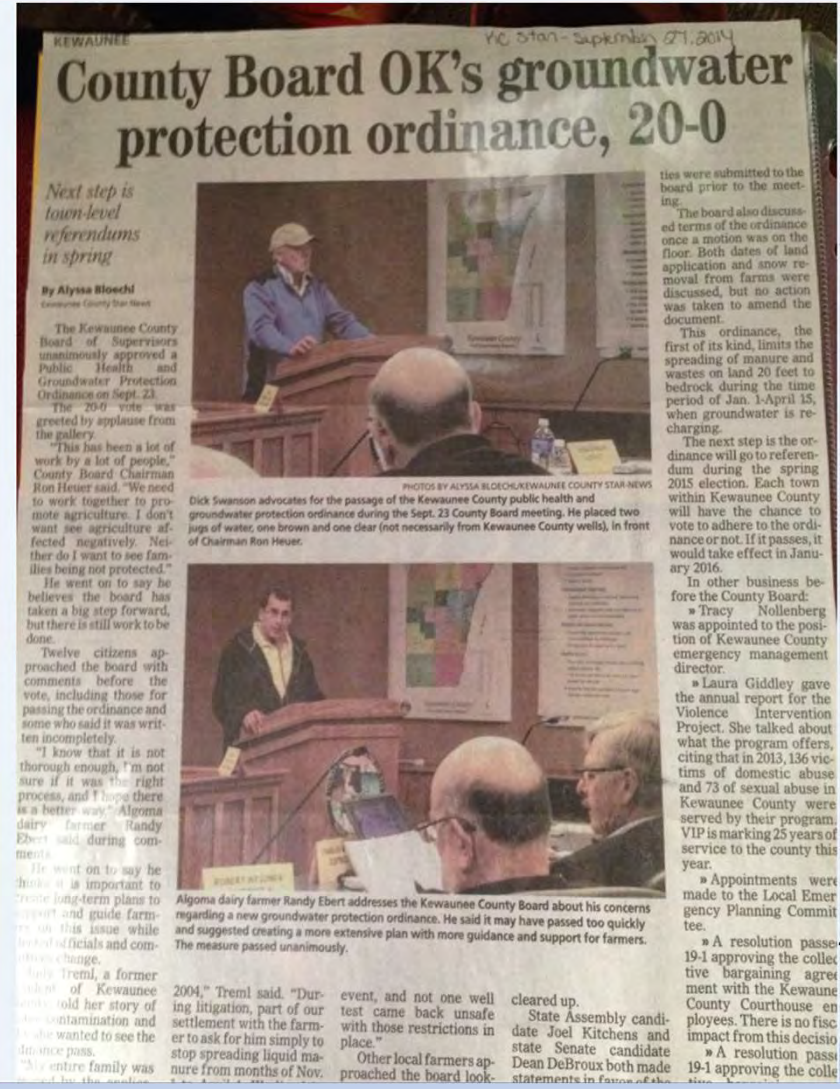 KEWAUNEE
KC Star - September 27, 2014
County Board OK's groundwater
protection ordinance, 20-0
Next step is
town-level
referendums
in spring
By Alyssa Bloechl
Kewaunee County Star-News
The Kewaunee County
Board of Supervisors
unanimously approved a
Public Health and
Groundwater Protection
Ordinance on Sept. 23.
The 20-0 vote was
greeted by applause from
the gallery.
"This has been a lot of
work by a lot of people,"
County Board Chairman
Ron Heuer said. "We need
to work together to pro-
mote agriculture. I don't
want see agriculture af-
fected negatively. Nei-
ther do I want to see fam-
ilies being not protected."
He went on to say he
believes the board has
taken a big step forward,
but there is still work to be
done.
Twelve citizens ap-
proached the board with
comments before the
vote, including those for
passing the ordinance and
some who said it was writ-
ten incompletely.
"I know that it is not
thorough enough, I'm not
sure if it was the right
process, and I hope there
is a better way," Algoma
dairy farmer Randy
Ebert said during com-
ments.
He went on to say he
thinks it is important to
create long-term plans to
support and guide farm-
ers on this issue while
officials and com-
change.
Treml, a former
of Kewaunee
told her story of
contamination and
wanted to see the
pass.
entire family was
PHOTOS BY ALYSSA BLOECHL/KEWAUNEE COUNTY STAR-NEWS
Dick Swanson advocates for the passage of the Kewaunee County public health and
groundwater protection ordinance during the Sept. 23 County Board meeting. He placed two
jugs of water, one brown and one clear (not necessarily from Kewaunee County wells), in front
of Chairman Ron Heuer.
Algoma dairy farmer Randy Ebert addresses the Kewaunee County Board about his concerns
regarding a new groundwater protection ordinance. He said it may have passed too quickly
and suggested creating a more extensive plan with more guidance and support for farmers.
The measure passed unanimously.
2004," Treml said. "Dur-
ing litigation, part of our
settlement with the farm-
er to ask for him simply to
stop spreading liquid ma-
nure from months of Nov.
event, and not one well
test came back unsafe
with those restrictions in
place."
Other local farmers ap-
proached the board look-
cleared up.
State Assembly candi-
date Joel Kitchens and
state Senate candidate
Dean DeBroux both made
statements in favor of the
ties were submitted to the
board prior to the meet-
ing.
The board also discuss-
ed terms of the ordinance
once a motion was on the
floor. Both dates of land
application and snow re-
moval from farms were
discussed, but no action
was taken to amend the
document.
This ordinance, the
first of its kind, limits the
spreading of manure and
wastes on land 20 feet to
bedrock during the time
period of Jan. 1-April 15,
when groundwater is re-
charging.
The next step is the or-
dinance will go to referen-
dum during the spring
2015 election. Each town
within Kewaunee County
will have the chance to
vote to adhere to the ordi-
nance or not. If it passes, it
would take effect in Janu-
ary 2016.
In other business be-
fore the County Board:
» Tracy Nollenberg
was appointed to the posi-
tion of Kewaunee County
emergency management
director.
» Laura Giddley gave
the annual report for the
Violence Intervention
Project. She talked about
what the program offers,
citing that in 2013, 136 vic-
tims of domestic abuse
and 73 of sexual abuse in
Kewaunee County were
served by their program.
VIP is marking 25 years of
service to the county this
year.
» Appointments were
made to the Local Emer
gency Planning Commit
tee.
» A resolution passe
19-1 approving the collec
tive bargaining agree
ment with the Kewaune
County Courthouse em
ployees. There is no fisc
impact from this decisio
» A resolution pass
19-1 approving the coll